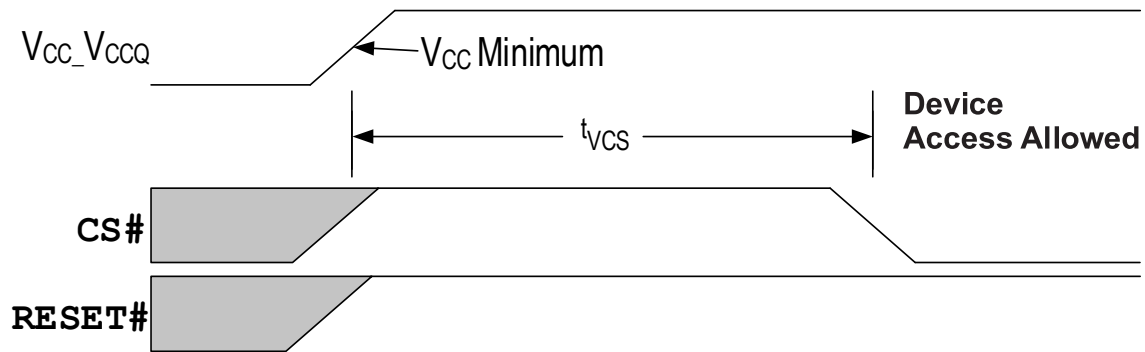 VCC_VCCQ
VCC Minimum
tVCS
Device
Access Allowed
CS#
RESET#